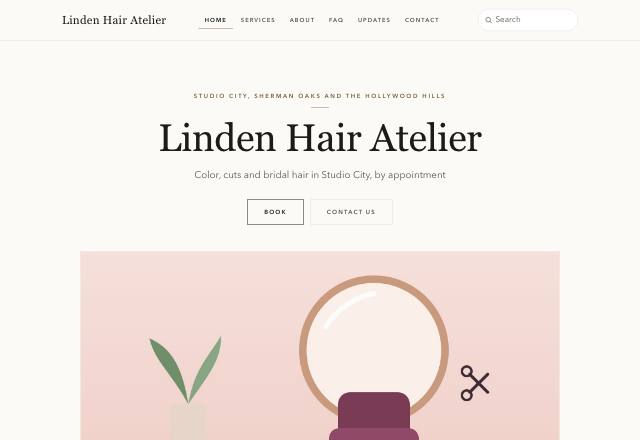 Linden Hair Atelier
HOME SERVICES ABOUT FAQ UPDATES CONTACT
Search
STUDIO CITY, SHERMAN OAKS AND THE HOLLYWOOD HILLS
Linden Hair Atelier
Color, cuts and bridal hair in Studio City, by appointment
BOOK
CONTACT US